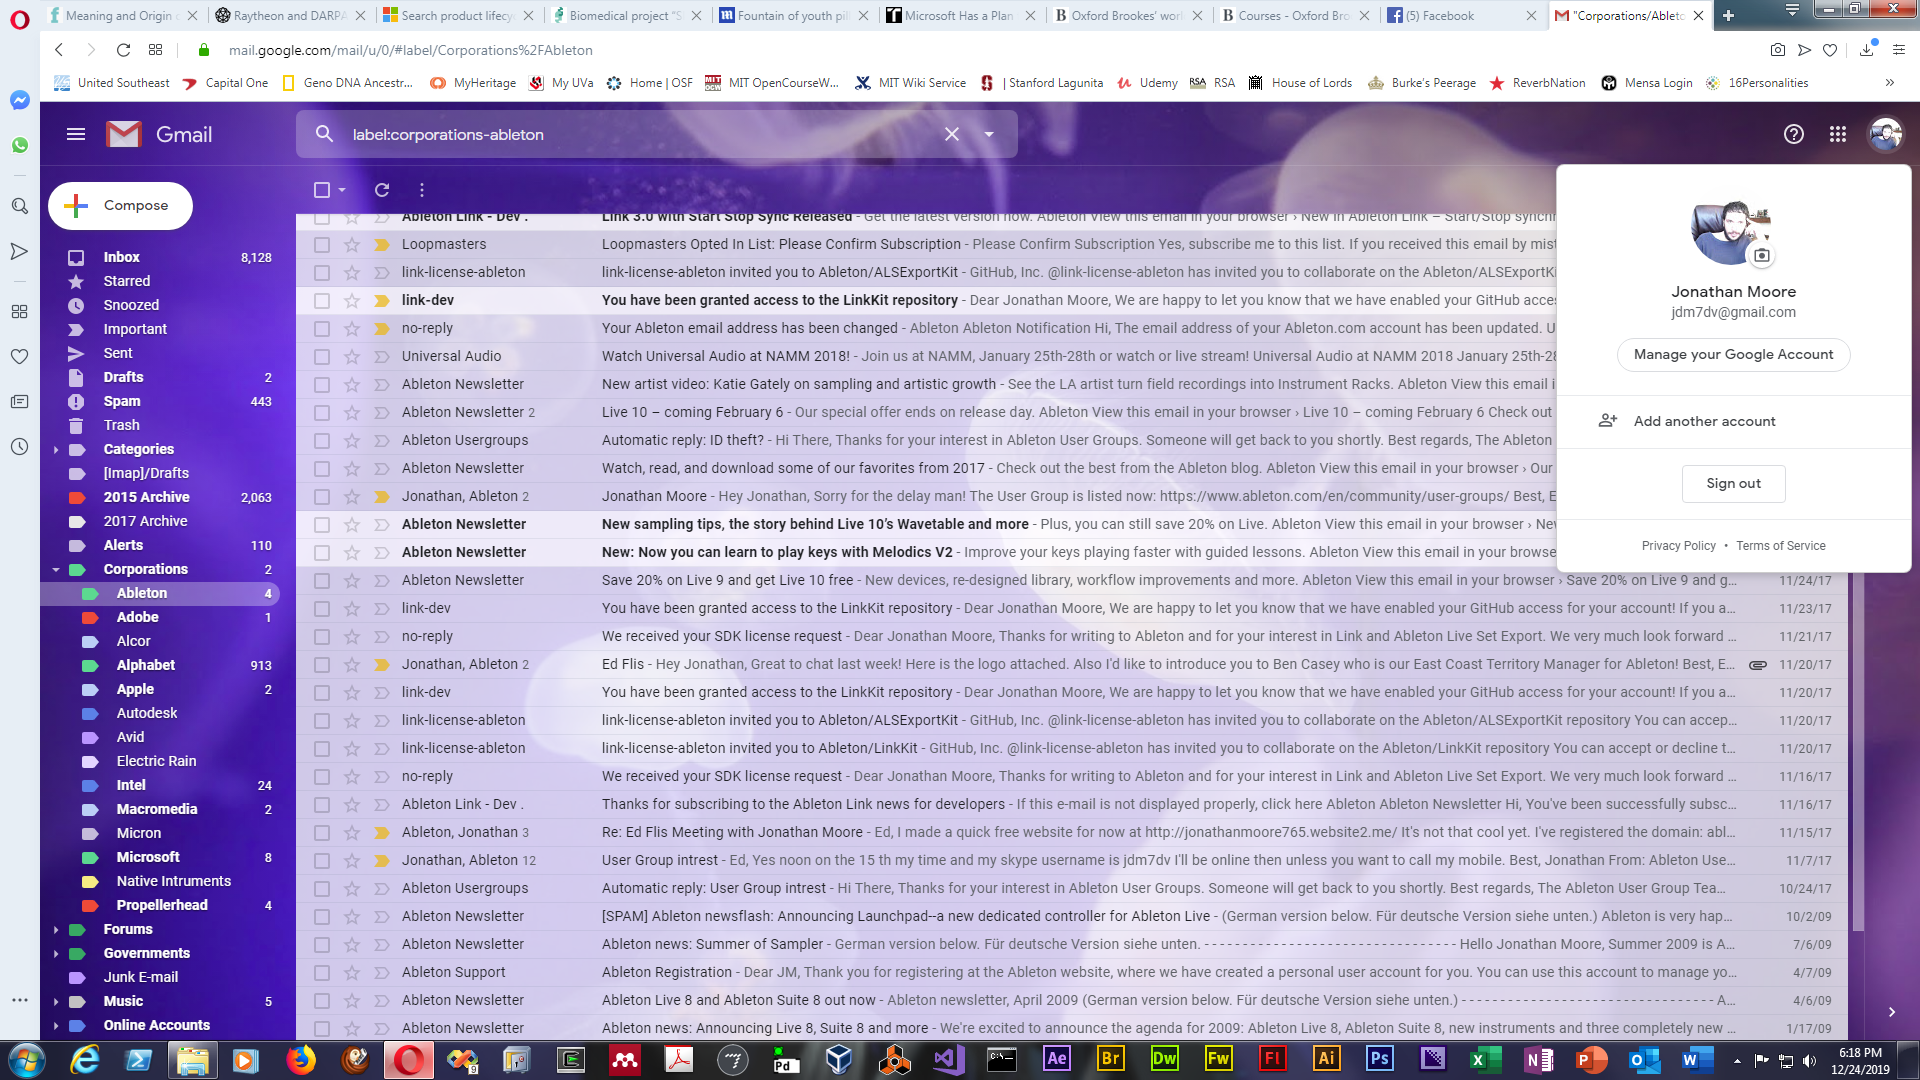 Meaning and Origin o
Raytheon and DARPA
Search product lifecy
Biomedical project "S
Fountain of youth pil
Microsoft Has a Plan
Oxford Brookes' wor
Courses - Oxford Bro
(5) Facebook
"Corporations/Ableto
mail.google.com/mail/u/0/#label/Corporations%2FAbleton
United Southeast
Capital One
Geno DNA Ancestr...
MyHeritage
My UVa
Home | OSF
MIT OpenCourseW...
MIT Wiki Service
| Stanford Lagunita
Udemy
RSA RSA
House of Lords
Burke's Peerage
ReverbNation
Mensa Login
16Personalities
Gmail
label:corporations-ableton
Compose
Inbox 8,128
Starred
Snoozed
Important
Sent
Drafts 2
Spam 443
Trash
Categories
[Imap]/Drafts
2015 Archive 2,063
2017 Archive
Alerts 110
Corporations 2
Ableton 4
Adobe 1
Alcor
Alphabet 913
Apple 2
Autodesk
Avid
Electric Rain
Intel 24
Macromedia 2
Micron
Microsoft 8
Native Intruments
Propellerhead 4
Forums
Governments
Junk E-mail
Music 5
Online Accounts
Ableton Link - Dev . Link 3.0 with Start Stop Sync Released - Get the latest version now. Ableton View this email in your browser › New in Ableton Link – Start/Stop synchr
Loopmasters Loopmasters Opted In List: Please Confirm Subscription - Please Confirm Subscription Yes, subscribe me to this list. If you received this email by mist
link-license-ableton link-license-ableton invited you to Ableton/ALSExportKit - GitHub, Inc. @link-license-ableton has invited you to collaborate on the Ableton/ALSExportKi
link-dev You have been granted access to the LinkKit repository - Dear Jonathan Moore, We are happy to let you know that we have enabled your GitHub acces
no-reply Your Ableton email address has been changed - Ableton Ableton Notification Hi, The email address of your Ableton.com account has been updated. U
Universal Audio Watch Universal Audio at NAMM 2018! - Join us at NAMM, January 25th-28th or watch or live stream! Universal Audio at NAMM 2018 January 25th-28
Ableton Newsletter New artist video: Katie Gately on sampling and artistic growth - See the LA artist turn field recordings into Instrument Racks. Ableton View this email i
Ableton Newsletter 2 Live 10 – coming February 6 - Our special offer ends on release day. Ableton View this email in your browser › Live 10 – coming February 6 Check out
Ableton Usergroups Automatic reply: ID theft? - Hi There, Thanks for your interest in Ableton User Groups. Someone will get back to you shortly. Best regards, The Ableton
Ableton Newsletter Watch, read, and download some of our favorites from 2017 - Check out the best from the Ableton blog. Ableton View this email in your browser › Our
Jonathan, Ableton 2 Jonathan Moore - Hey Jonathan, Sorry for the delay man! The User Group is listed now: https://www.ableton.com/en/community/user-groups/ Best, E
Ableton Newsletter New sampling tips, the story behind Live 10's Wavetable and more - Plus, you can still save 20% on Live. Ableton View this email in your browser › Nev
Ableton Newsletter New: Now you can learn to play keys with Melodics V2 - Improve your keys playing faster with guided lessons. Ableton View this email in your browse
Ableton Newsletter Save 20% on Live 9 and get Live 10 free - New devices, re-designed library, workflow improvements and more. Ableton View this email in your browser › Save 20% on Live 9 and g... 11/24/17
link-dev You have been granted access to the LinkKit repository - Dear Jonathan Moore, We are happy to let you know that we have enabled your GitHub access for your account! If you a... 11/23/17
no-reply We received your SDK license request - Dear Jonathan Moore, Thanks for writing to Ableton and for your interest in Link and Ableton Live Set Export. We very much look forward ... 11/21/17
Jonathan, Ableton 2 Ed Flis - Hey Jonathan, Great to chat last week! Here is the logo attached. Also I'd like to introduce you to Ben Casey who is our East Coast Territory Manager for Ableton! Best, E... 11/20/17
link-dev You have been granted access to the LinkKit repository - Dear Jonathan Moore, We are happy to let you know that we have enabled your GitHub access for your account! If you a... 11/20/17
link-license-ableton link-license-ableton invited you to Ableton/ALSExportKit - GitHub, Inc. @link-license-ableton has invited you to collaborate on the Ableton/ALSExportKit repository You can accep... 11/20/17
link-license-ableton link-license-ableton invited you to Ableton/LinkKit - GitHub, Inc. @link-license-ableton has invited you to collaborate on the Ableton/LinkKit repository You can accept or decline t... 11/20/17
no-reply We received your SDK license request - Dear Jonathan Moore, Thanks for writing to Ableton and for your interest in Link and Ableton Live Set Export. We very much look forward ... 11/16/17
Ableton Link - Dev . Thanks for subscribing to the Ableton Link news for developers - If this e-mail is not displayed properly, click here Ableton Ableton Newsletter Hi, You've been successfully subsc... 11/16/17
Ableton, Jonathan 3 Re: Ed Flis Meeting with Jonathan Moore - Ed, I made a quick free website for now at http://jonathanmoore765.website2.me/ It's not that cool yet. I've registered the domain: abl... 11/15/17
Jonathan, Ableton 12 User Group intrest - Ed, Yes noon on the 15 th my time and my skype username is jdm7dv I'll be online then unless you want to call my mobile. Best, Jonathan From: Ableton Use... 11/7/17
Ableton Usergroups Automatic reply: User Group intrest - Hi There, Thanks for your interest in Ableton User Groups. Someone will get back to you shortly. Best regards, The Ableton User Group Tea... 10/24/17
Ableton Newsletter [SPAM] Ableton newsflash: Announcing Launchpad--a new dedicated controller for Ableton Live - (German version below. Für deutsche Version siehe unten.) Ableton is very hap... 10/2/09
Ableton Newsletter Ableton news: Summer of Sampler - German version below. Für deutsche Version siehe unten. - - - - - - - - - - - - - - - - - - - - - - - - - - - - - - - - - Hello Jonathan Moore, Summer 2009 is A... 7/6/09
Ableton Support Ableton Registration - Dear JM, Thank you for registering at the Ableton website, where we have created a personal user account for you. You can use this account to manage yo... 4/7/09
Ableton Newsletter Ableton Live 8 and Ableton Suite 8 out now - Ableton newsletter, April 2009 (German version below. Für deutsche Version siehe unten.) - - - - - - - - - - - - - - - - - - - - - - - - - - - - - - - - - A... 4/6/09
Ableton Newsletter Ableton news: Announcing Live 8, Suite 8 and more - We're excited to announce the agenda for 2009: Ableton Live 8, Ableton Suite 8, new instruments and three completely new ... 1/17/09
Jonathan Moore
jdm7dv@gmail.com
Manage your Google Account
Add another account
Sign out
Privacy Policy • Terms of Service
6:18 PM
12/24/2019